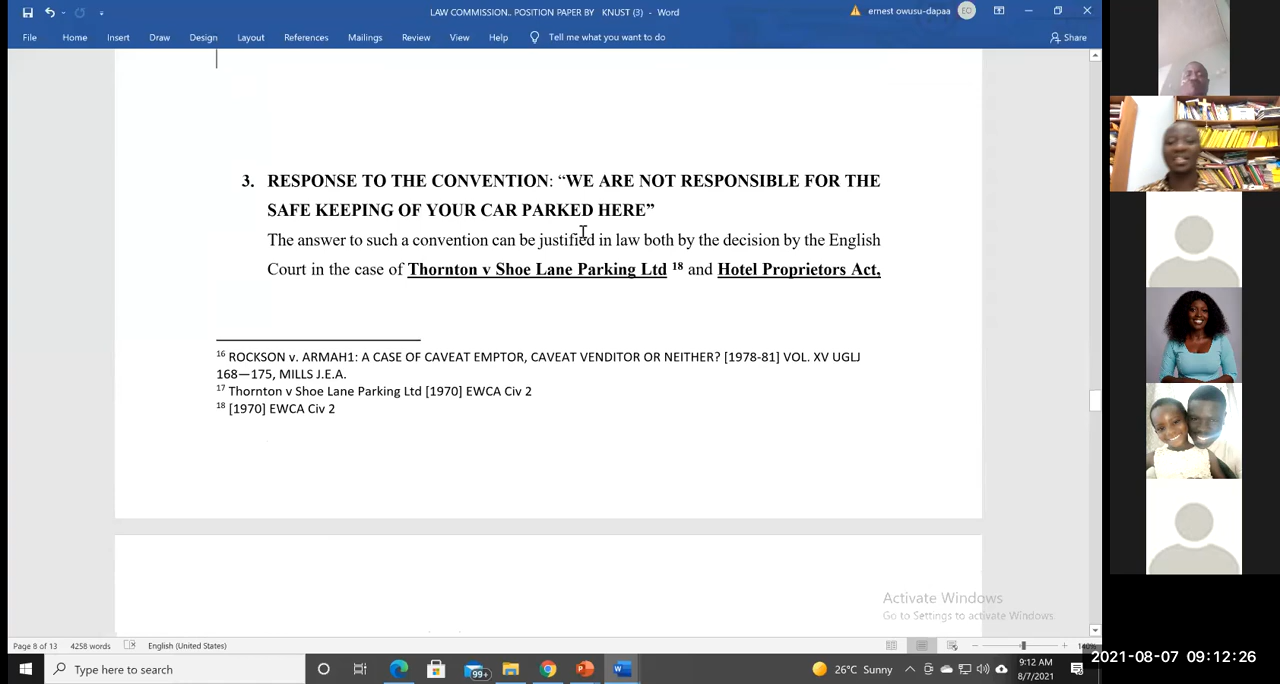 LAW COMMISSION.. POSITION PAPER BY KNUST (3) - Word
ernest owusu-dapaa
EO
File Home Insert Draw Design Layout References Mailings Review View Help Tell me what you want to do Share
3. RESPONSE TO THE CONVENTION: “WE ARE NOT RESPONSIBLE FOR THE
SAFE KEEPING OF YOUR CAR PARKED HERE”
The answer to such a convention can be justified in law both by the decision by the English
Court in the case of Thornton v Shoe Lane Parking Ltd 18 and Hotel Proprietors Act,
16 ROCKSON v. ARMAH1: A CASE OF CAVEAT EMPTOR, CAVEAT VENDITOR OR NEITHER? [1978-81] VOL. XV UGLJ
168—175, MILLS J.E.A.
17 Thornton v Shoe Lane Parking Ltd [1970] EWCA Civ 2
18 [1970] EWCA Civ 2
Activate Windows
Go to Settings to activate Windows.
Page 8 of 13 4258 words English (United States)
140%
Type here to search
99+
26°C Sunny
9:12 AM
8/7/2021
2021-08-07 09:12:26